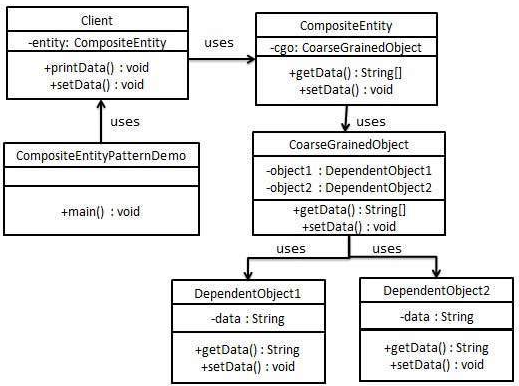 Client
-entity: CompositeEntity
+printData() : void
+setData() : void
uses
CompositeEntity
-cgo: CoarseGrainedObject
+getData() : String[]
+setData() : void
uses
uses
CompositeEntityPatternDemo
+main() : void
CoarseGrainedObject
-object1 : DependentObject1
-object2 : DependentObject2
+getData() : String[]
+setData() : void
uses
uses
DependentObject1
-data : String
+getData() : String
+setData() : void
DependentObject2
-data : String
+getData() : String
+setData() : void